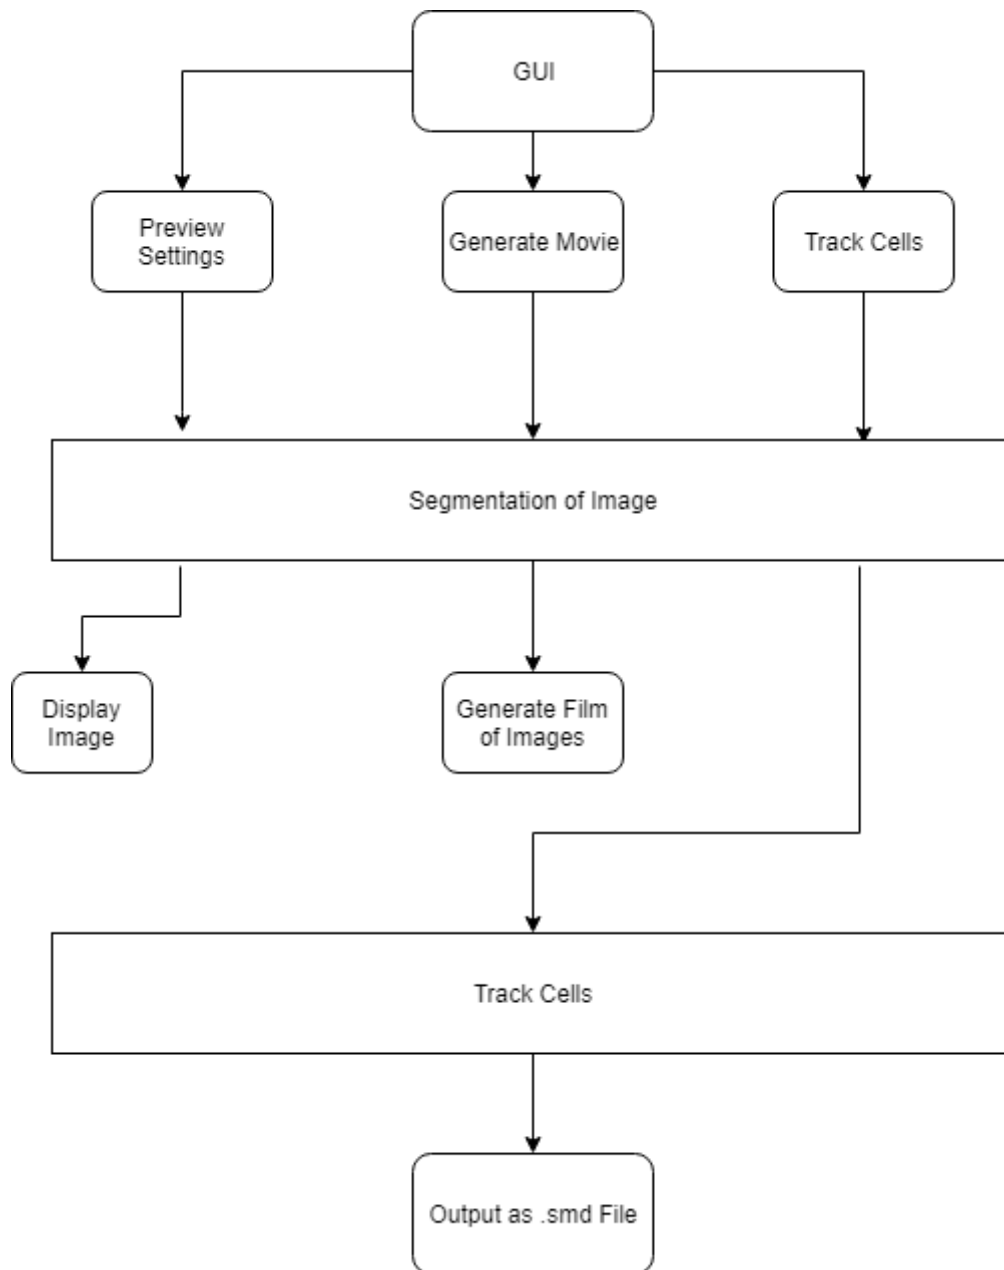 GUI
Preview
Settings
Generate Movie
Track Cells
Segmentation of Image
Display
Image
Generate Film
of Images
Track Cells
Output as .smd File